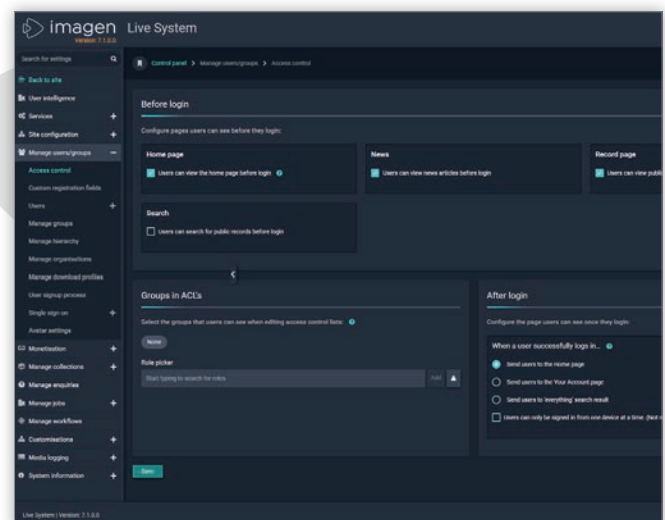 imagen
Version: 7.1.0.0
Live System
Search for settings
Control panel > Manage users/groups > Access control
Back to site
User intelligence
Services +
Site configuration +
Manage users/groups −
Access control
Custom registration fields
Users +
Manage groups
Manage hierarchy
Manage organisations
Manage download profiles
User signup process
Single sign on +
Avatar settings
Monetisation +
Manage collections +
Manage enquiries
Manage jobs +
Manage workflows
Customisations +
Media logging +
System information +
Before login
Configure pages users can see before they login:
Home page
Users can view the home page before login
News
Users can view news articles before login
Record page
Users can view publi
Search
Users can search for public records before login
Groups in ACL's
Select the groups that users can see when editing access control lists:
None
Role picker
Start typing to search for roles
Add
After login
Configure the page users can see once they login:
When a user successfully logs in...
Send users to the Home page
Send users to the Your Account page
Send users to 'everything' search result
Users can only be signed in from one device at a time. (Not
Save
Live System | Version: 7.1.0.0